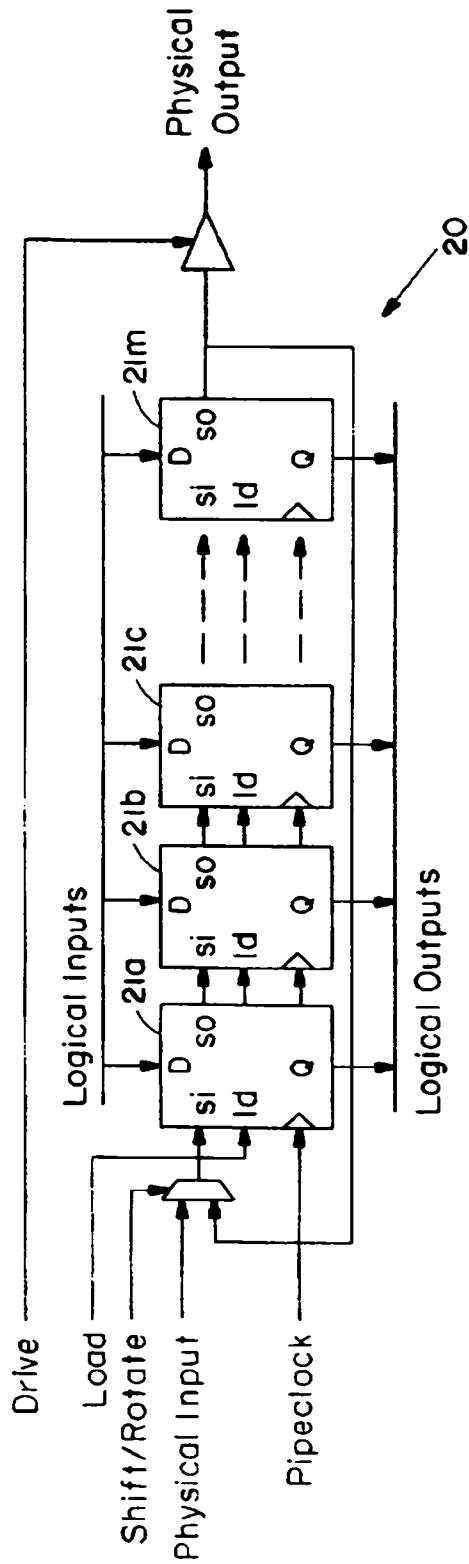 Drive
Load
Shift/Rotate
Physical Input
Pipeclock
Logical Inputs
21a
21b
21c
21m
D
si
so
ld
Q
D
si
so
ld
Q
D
si
so
ld
Q
D
si
so
ld
Q
Logical Outputs
Physical
Output
20